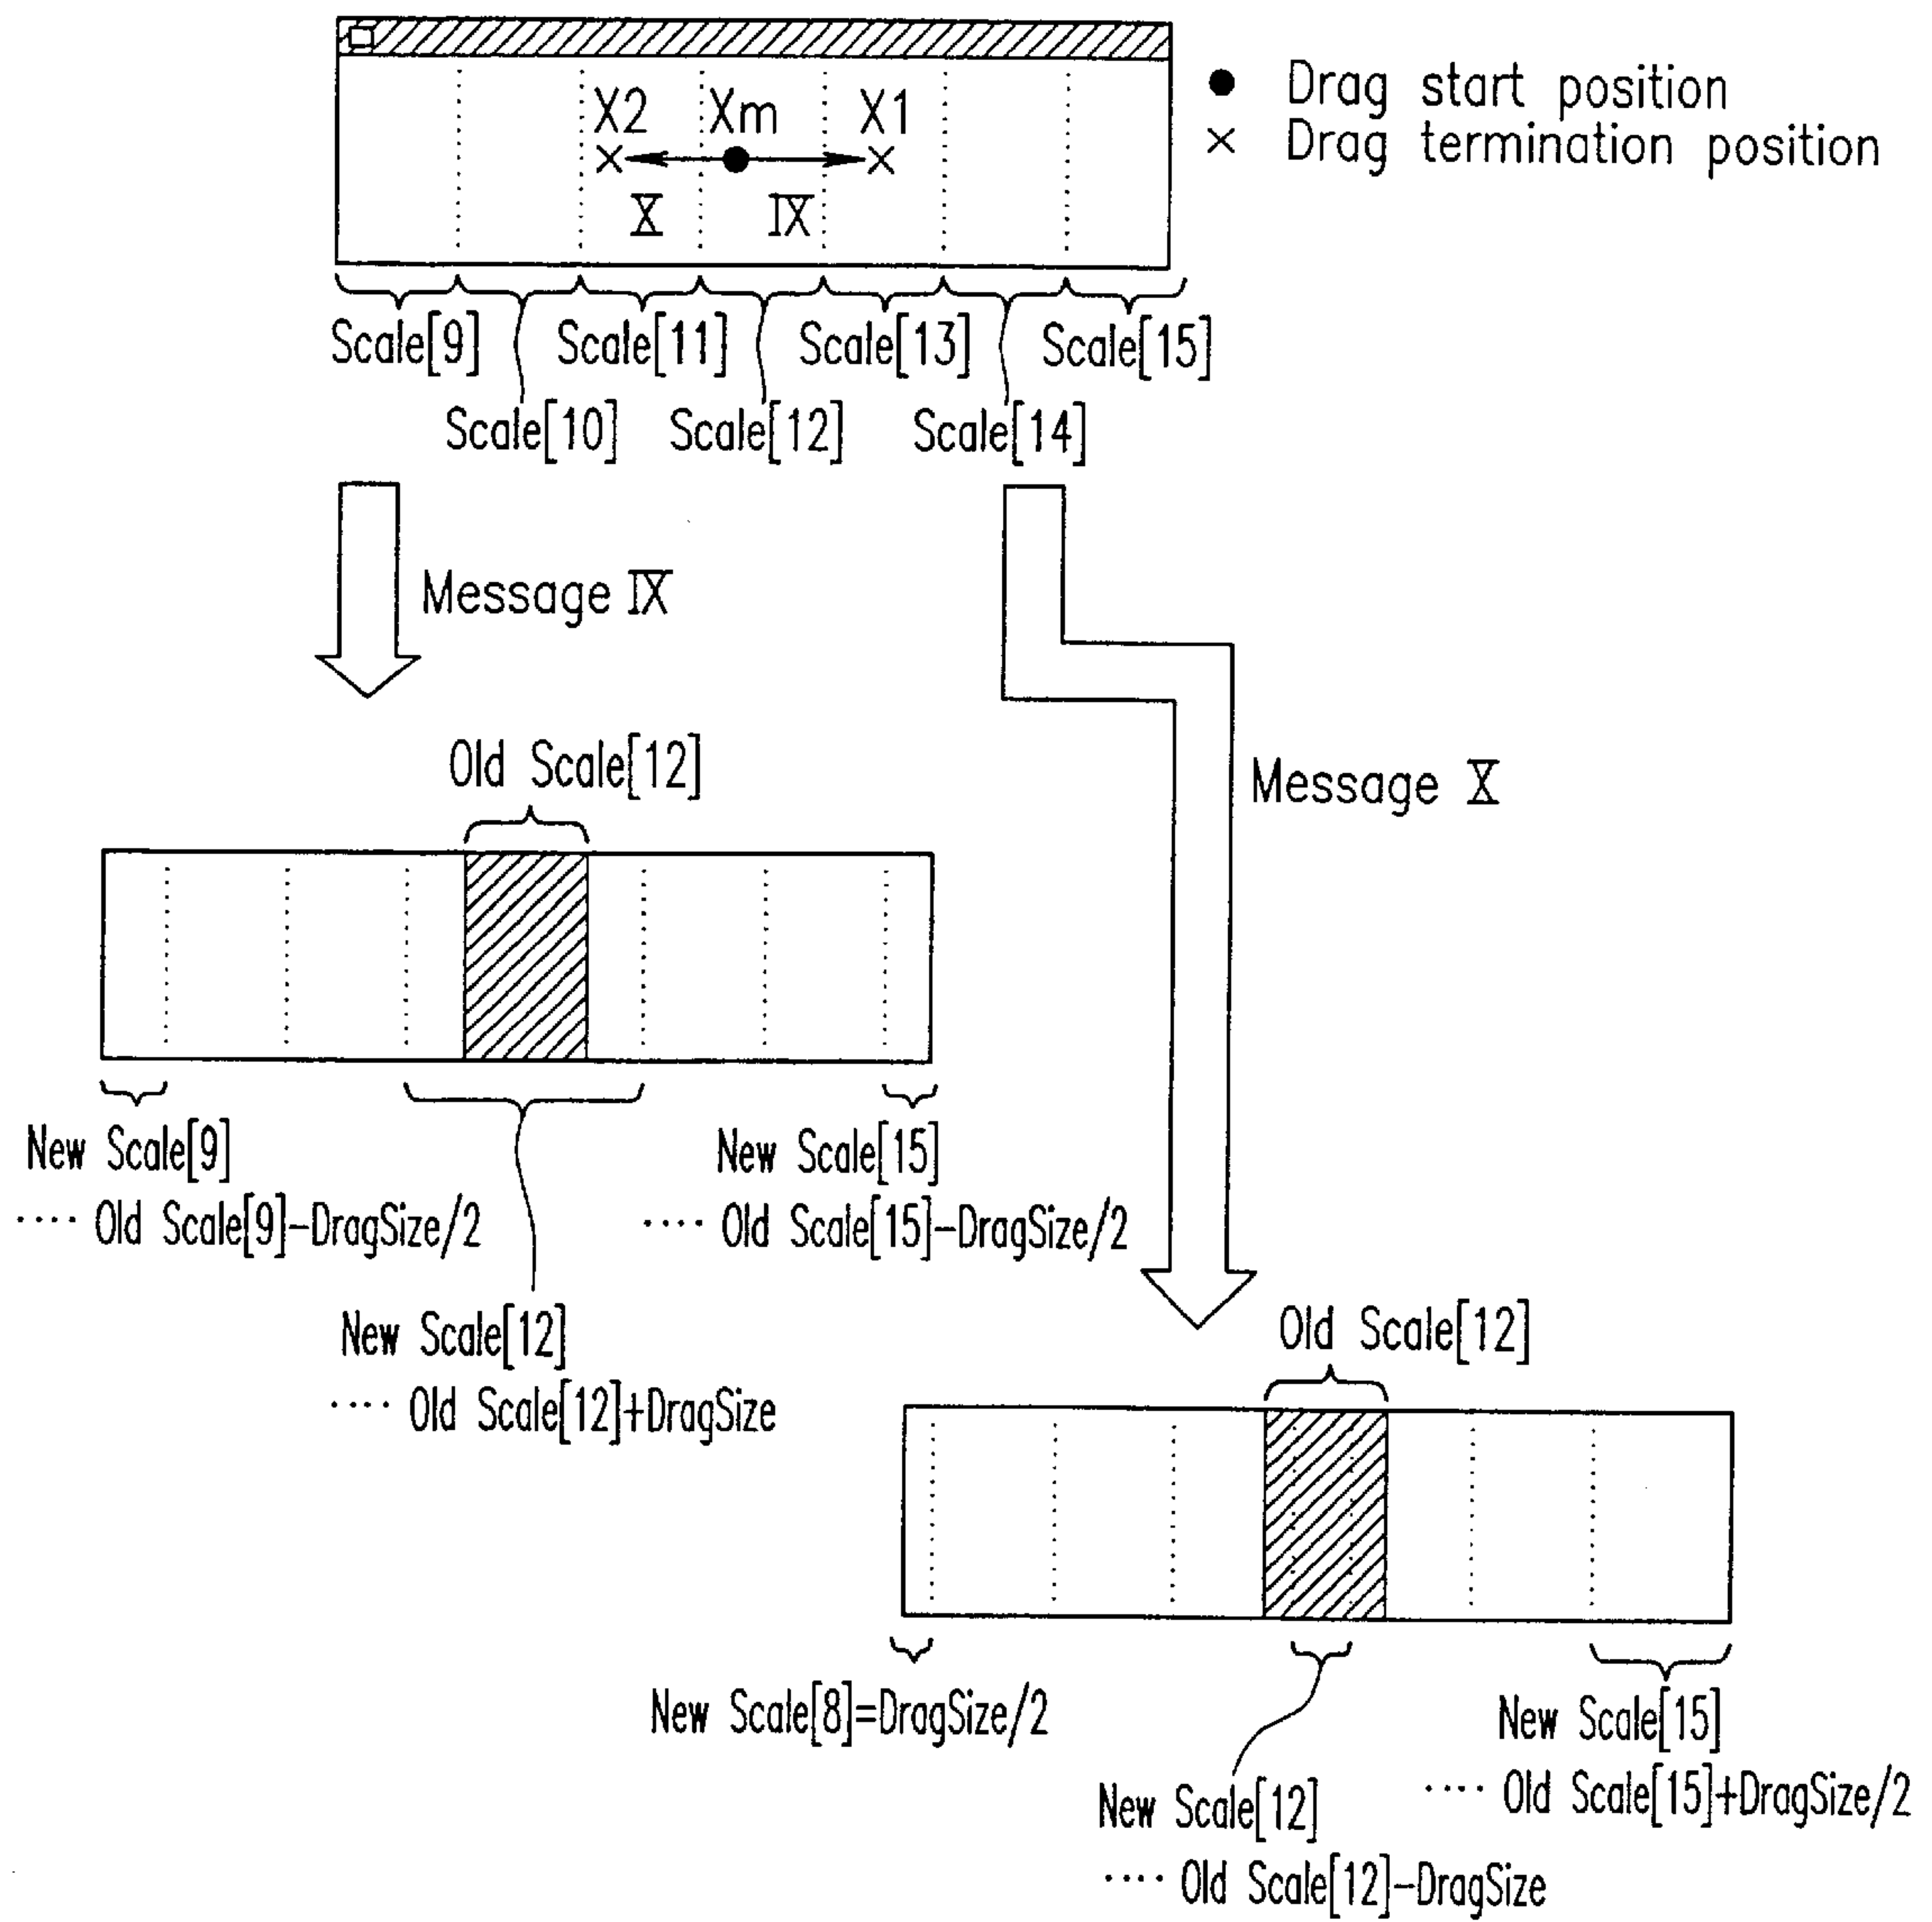 ● Drag start position
× Drag termination position
X2 Xm X1
X IX
Scale[9] Scale[11] Scale[13] Scale[15]
Scale[10] Scale[12] Scale[14]
Message IX
Message X
Old Scale[12]
New Scale[9]
···· Old Scale[9]-DragSize/2
New Scale[15]
···· Old Scale[15]-DragSize/2
New Scale[12]
···· Old Scale[12]+DragSize
Old Scale[12]
New Scale[8]=DragSize/2
New Scale[12]
···· Old Scale[12]-DragSize
New Scale[15]
···· Old Scale[15]+DragSize/2